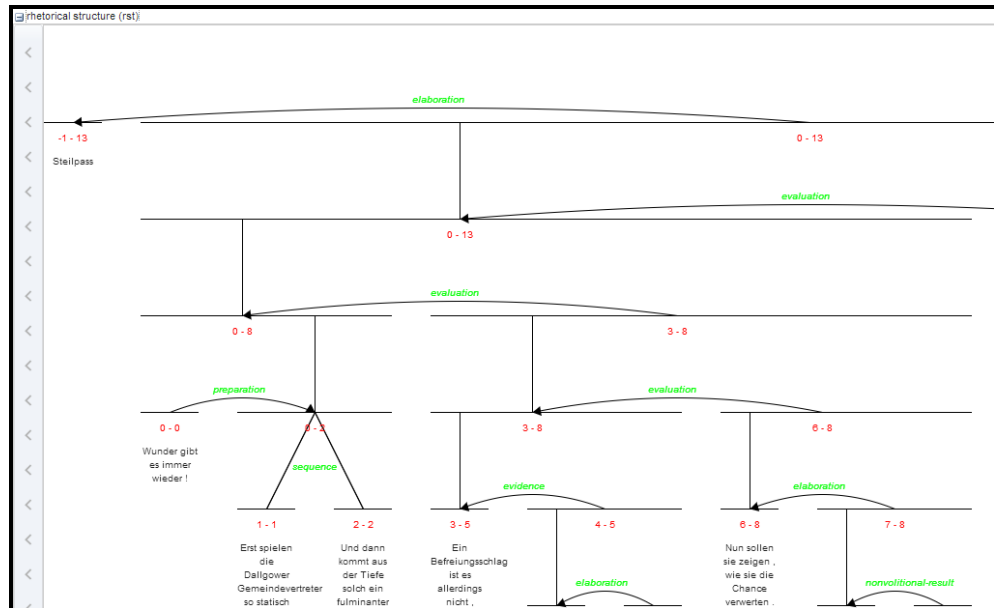 rhetorical structure (rst)
elaboration
-1 - 13
0 - 13
Steilpass
evaluation
0 - 13
evaluation
0 - 8
3 - 8
preparation
evaluation
0 - 0
0 - 2
3 - 8
6 - 8
Wunder gibt
es immer
wieder !
sequence
evidence
elaboration
1 - 1
2 - 2
3 - 5
4 - 5
6 - 8
7 - 8
Erst spielen
die
Dallgower
Gemeindevertreter
so statisch
Und dann
kommt aus
der Tiefe
solch ein
fulminanter
Ein
Befreiungsschlag
ist es
allerdings
nicht ,
Nun sollen
sie zeigen ,
wie sie die
Chance
verwerten .
elaboration
nonvolitional-result